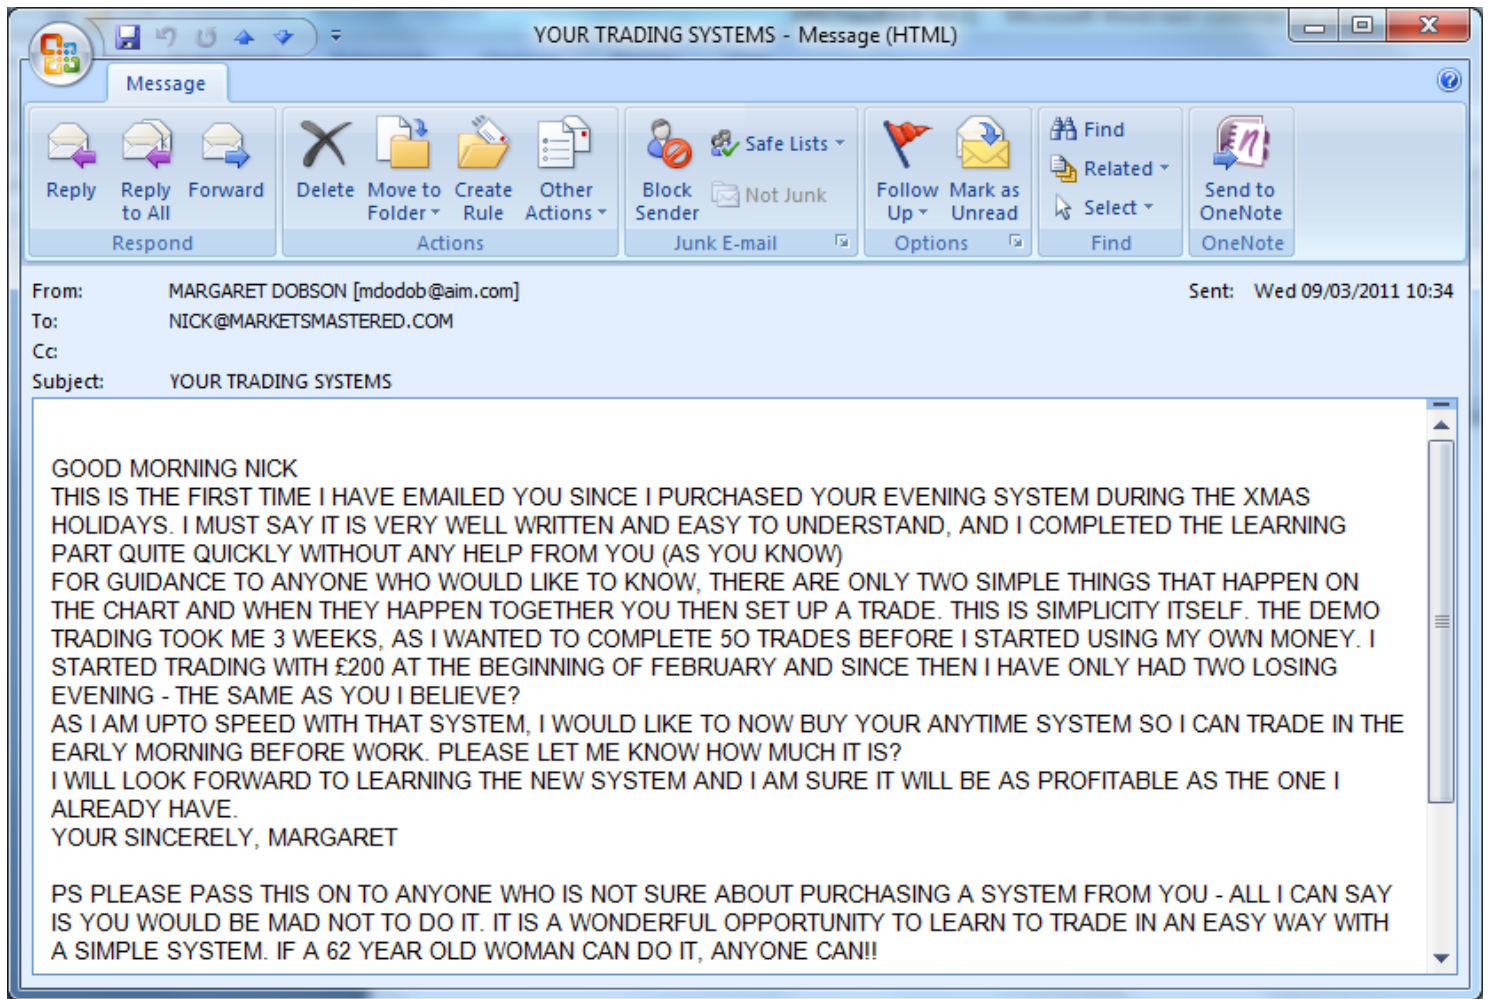 YOUR TRADING SYSTEMS - Message (HTML)
Message
Reply
Reply to All
Forward
Respond
Delete
Move to Folder
Create Rule
Other Actions
Actions
Block Sender
Safe Lists
Not Junk
Junk E-mail
Follow Up
Mark as Unread
Options
Find
Related
Select
Find
Send to OneNote
OneNote
From: MARGARET DOBSON [mdodob@aim.com]
Sent: Wed 09/03/2011 10:34
To: NICK@MARKETSMASTERED.COM
Cc:
Subject: YOUR TRADING SYSTEMS
GOOD MORNING NICK
THIS IS THE FIRST TIME I HAVE EMAILED YOU SINCE I PURCHASED YOUR EVENING SYSTEM DURING THE XMAS
HOLIDAYS. I MUST SAY IT IS VERY WELL WRITTEN AND EASY TO UNDERSTAND, AND I COMPLETED THE LEARNING
PART QUITE QUICKLY WITHOUT ANY HELP FROM YOU (AS YOU KNOW)
FOR GUIDANCE TO ANYONE WHO WOULD LIKE TO KNOW, THERE ARE ONLY TWO SIMPLE THINGS THAT HAPPEN ON
THE CHART AND WHEN THEY HAPPEN TOGETHER YOU THEN SET UP A TRADE. THIS IS SIMPLICITY ITSELF. THE DEMO
TRADING TOOK ME 3 WEEKS, AS I WANTED TO COMPLETE 5O TRADES BEFORE I STARTED USING MY OWN MONEY. I
STARTED TRADING WITH £200 AT THE BEGINNING OF FEBRUARY AND SINCE THEN I HAVE ONLY HAD TWO LOSING
EVENING - THE SAME AS YOU I BELIEVE?
AS I AM UPTO SPEED WITH THAT SYSTEM, I WOULD LIKE TO NOW BUY YOUR ANYTIME SYSTEM SO I CAN TRADE IN THE
EARLY MORNING BEFORE WORK. PLEASE LET ME KNOW HOW MUCH IT IS?
I WILL LOOK FORWARD TO LEARNING THE NEW SYSTEM AND I AM SURE IT WILL BE AS PROFITABLE AS THE ONE I
ALREADY HAVE.
YOUR SINCERELY, MARGARET
PS PLEASE PASS THIS ON TO ANYONE WHO IS NOT SURE ABOUT PURCHASING A SYSTEM FROM YOU - ALL I CAN SAY
IS YOU WOULD BE MAD NOT TO DO IT. IT IS A WONDERFUL OPPORTUNITY TO LEARN TO TRADE IN AN EASY WAY WITH
A SIMPLE SYSTEM. IF A 62 YEAR OLD WOMAN CAN DO IT, ANYONE CAN!!